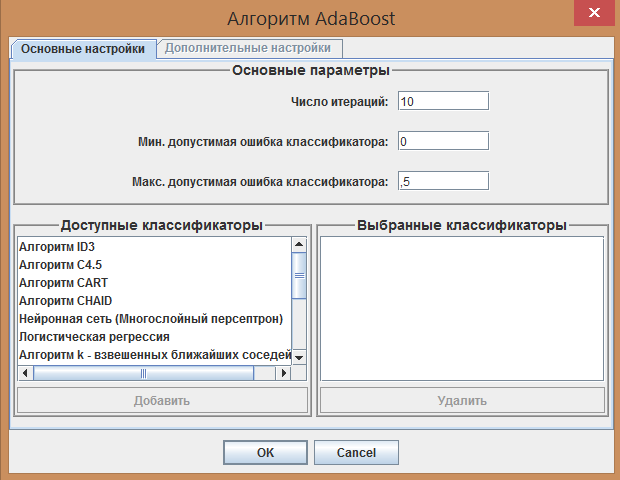 Алгоритм AdaBoost
Основные настройки
Дополнительные настройки
Основные параметры
Число итераций: 10
Мин. допустимая ошибка классификатора: 0
Макс. допустимая ошибка классификатора: ,5
Доступные классификаторы
Алгоритм ID3
Алгоритм C4.5
Алгоритм CART
Алгоритм CHAID
Нейронная сеть (Многослойный персептрон)
Логистическая регрессия
Алгоритм k - взвешенных ближайших соседей
Добавить
Выбранные классификаторы
Удалить
OK
Cancel